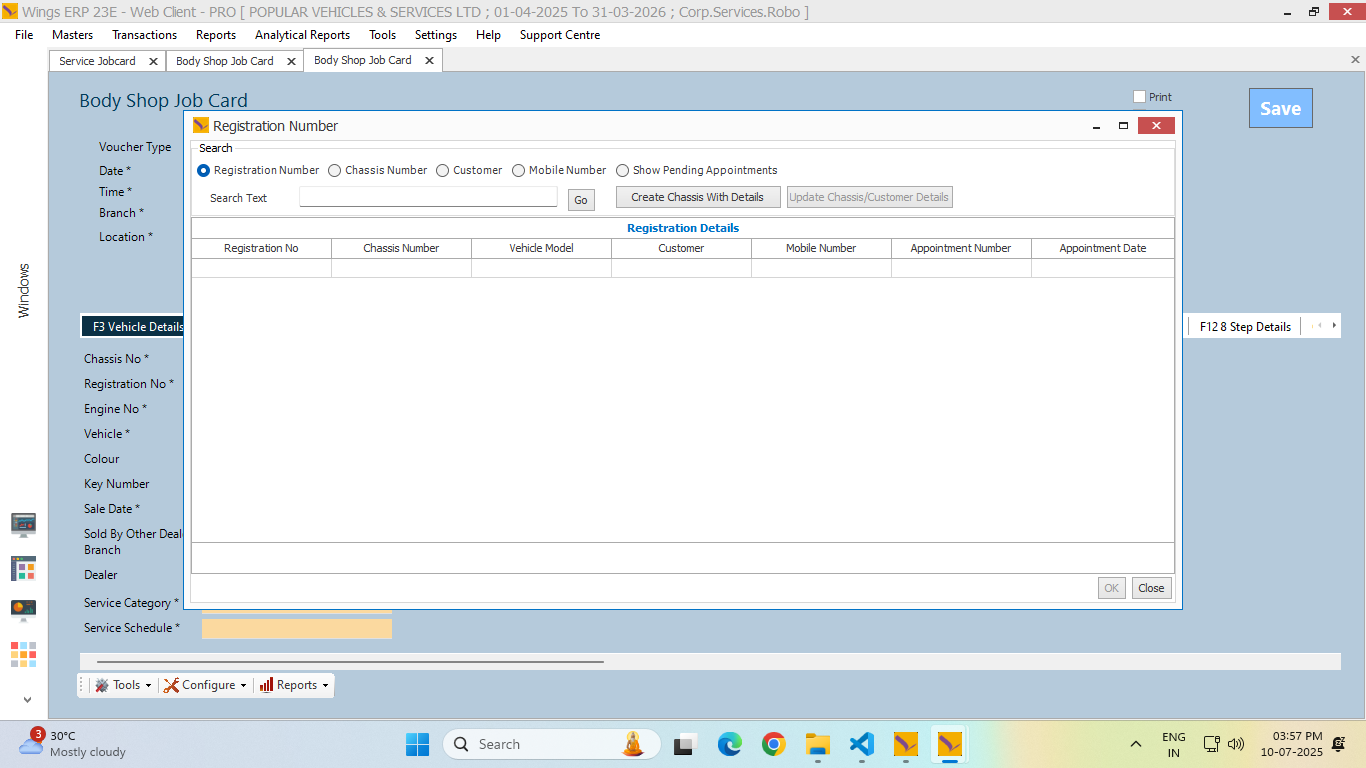 Wings ERP 23E - Web Client - PRO [ POPULAR VEHICLES & SERVICES LTD ; 01-04-2025 To 31-03-2026 ; Corp.Services.Robo ]
File Masters Transactions Reports Analytical Reports Tools Settings Help Support Centre
Service Jobcard Body Shop Job Card Body Shop Job Card
Body Shop Job Card
Print
Save
Voucher Type
Date *
Time *
Branch *
Location *
Windows
Registration Number
Search
Registration Number Chassis Number Customer Mobile Number Show Pending Appointments
Search Text Go Create Chassis With Details Update Chassis/Customer Details
Registration Details
Registration No Chassis Number Vehicle Model Customer Mobile Number Appointment Number Appointment Date
OK Close
F3 Vehicle Details F12 8 Step Details
Chassis No *
Registration No *
Engine No *
Vehicle *
Colour
Key Number
Sale Date *
Sold By Other Deal
Branch
Dealer
Service Category *
Service Schedule *
Tools Configure Reports
3
30°C
Mostly cloudy
Search
ENG
IN
03:57 PM
10-07-2025